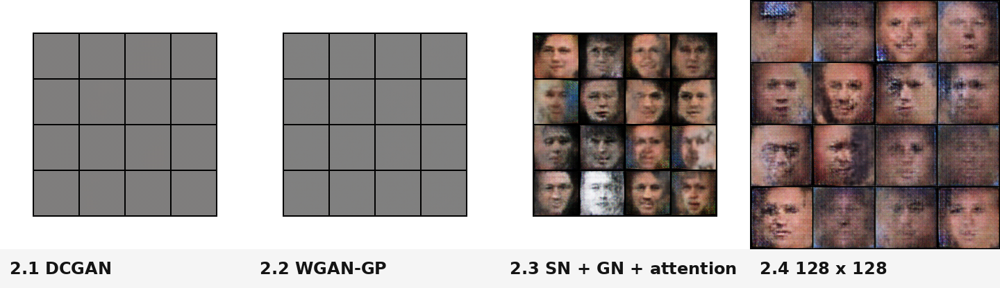 2.1 DCGAN
2.2 WGAN-GP
2.3 SN + GN + attention
2.4 128 x 128